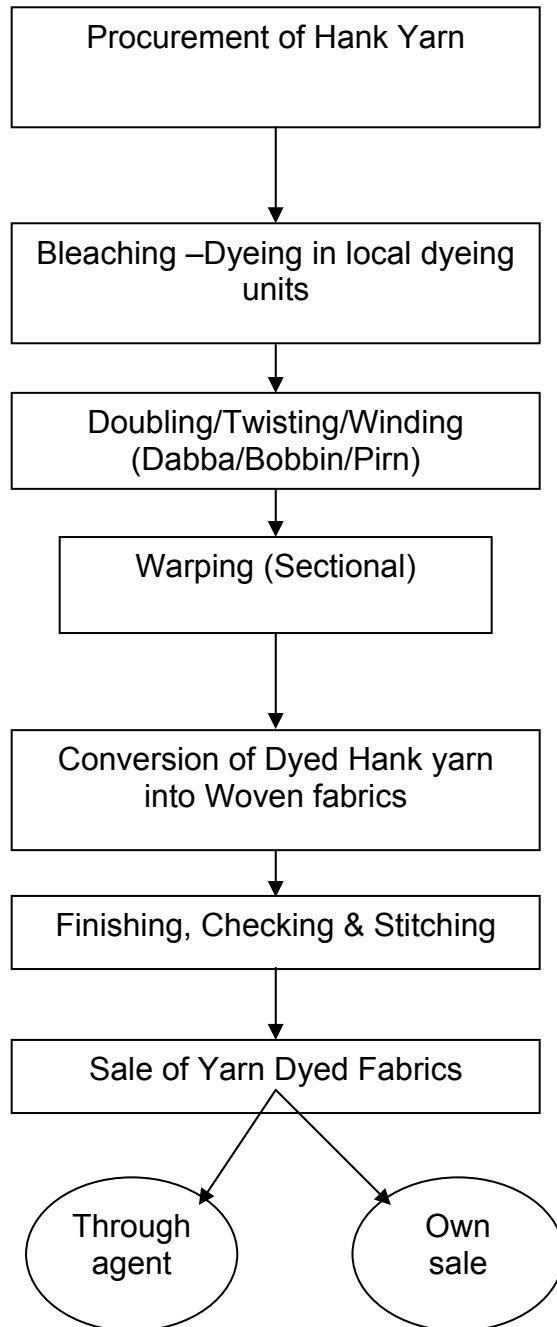 Procurement of Hank Yarn
Bleaching –Dyeing in local dyeing
units
Doubling/Twisting/Winding
(Dabba/Bobbin/Pirn)
Warping (Sectional)
Conversion of Dyed Hank yarn
into Woven fabrics
Finishing, Checking & Stitching
Sale of Yarn Dyed Fabrics
Through
agent
Own
sale